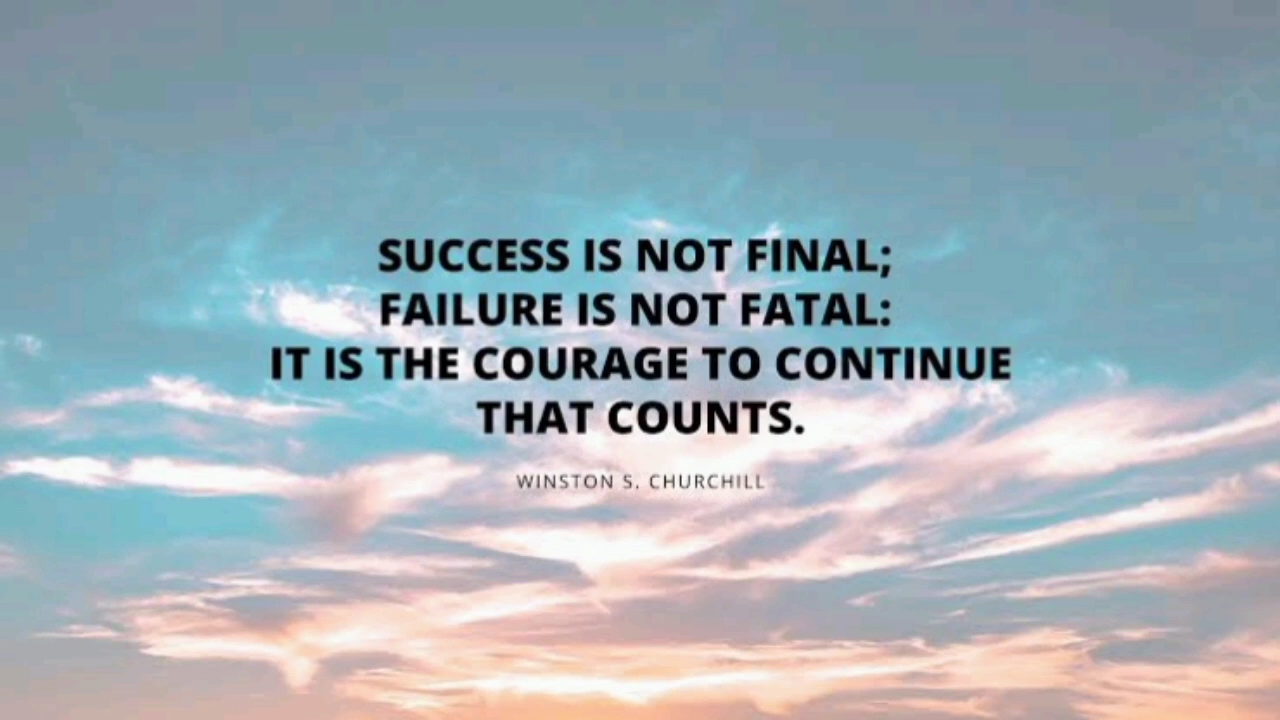 SUCCESS IS NOT FINAL;
FAILURE IS NOT FATAL:
IT IS THE COURAGE TO CONTINUE
THAT COUNTS.
WINSTON S. CHURCHILL